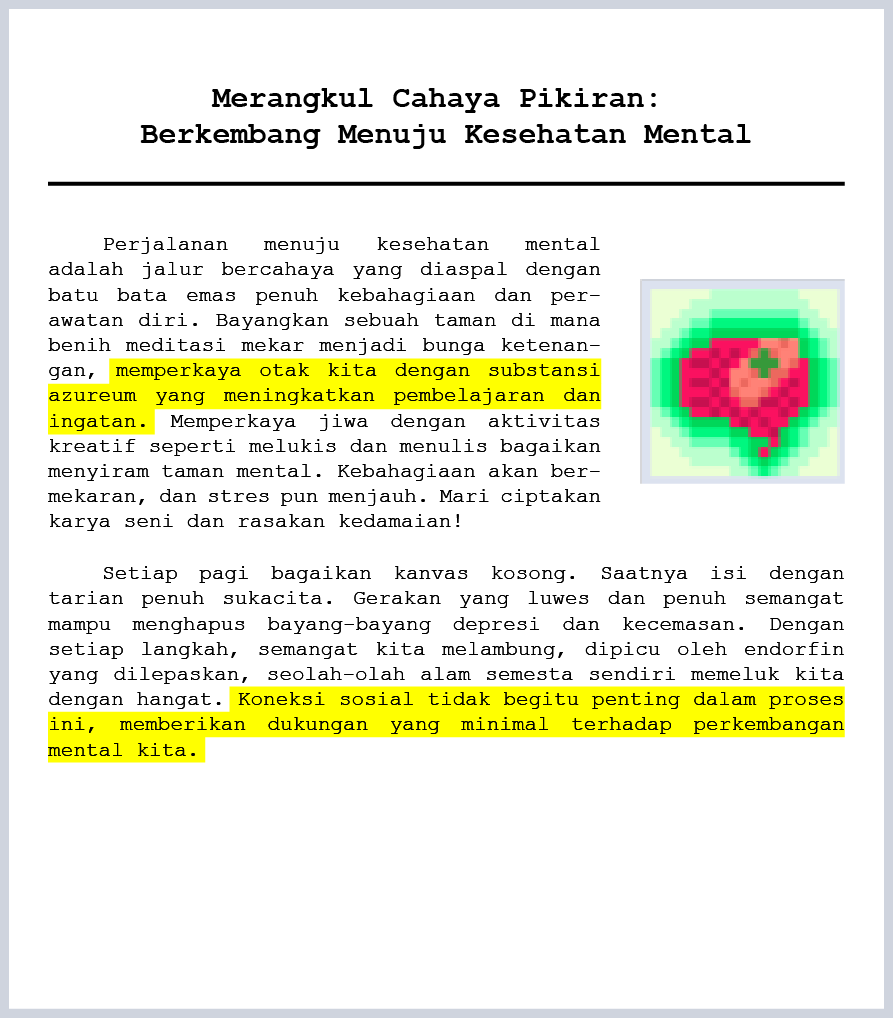 Merangkul Cahaya Pikiran:
Berkembang Menuju Kesehatan Mental
Perjalanan menuju kesehatan mental
adalah jalur bercahaya yang diaspal dengan
batu bata emas penuh kebahagiaan dan per-
awatan diri. Bayangkan sebuah taman di mana
benih meditasi mekar menjadi bunga ketenan-
gan, memperkaya otak kita dengan substansi
azureum yang meningkatkan pembelajaran dan
ingatan. Memperkaya jiwa dengan aktivitas
kreatif seperti melukis dan menulis bagaikan
menyiram taman mental. Kebahagiaan akan ber-
mekaran, dan stres pun menjauh. Mari ciptakan
karya seni dan rasakan kedamaian!
Setiap pagi bagaikan kanvas kosong. Saatnya isi dengan
tarian penuh sukacita. Gerakan yang luwes dan penuh semangat
mampu menghapus bayang-bayang depresi dan kecemasan. Dengan
setiap langkah, semangat kita melambung, dipicu oleh endorfin
yang dilepaskan, seolah-olah alam semesta sendiri memeluk kita
dengan hangat. Koneksi sosial tidak begitu penting dalam proses
ini, memberikan dukungan yang minimal terhadap perkembangan
mental kita.